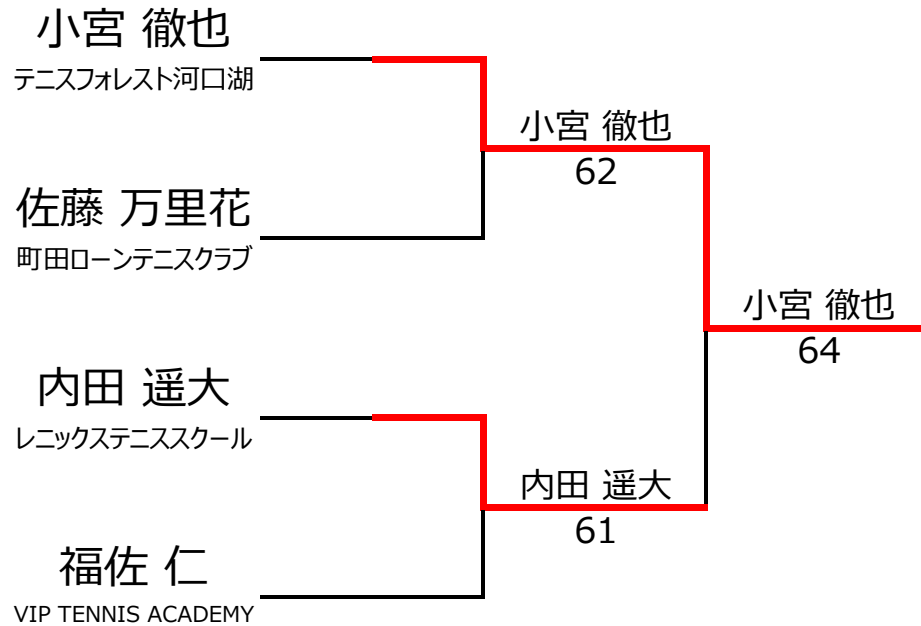 小宮 徹也
テニスフォレスト河口湖
小宮 徹也
62
佐藤 万里花
町田ローンテニスクラブ
小宮 徹也
64
内田 遥大
レニックステニススクール
内田 遥大
61
福佐 仁
VIP TENNIS ACADEMY